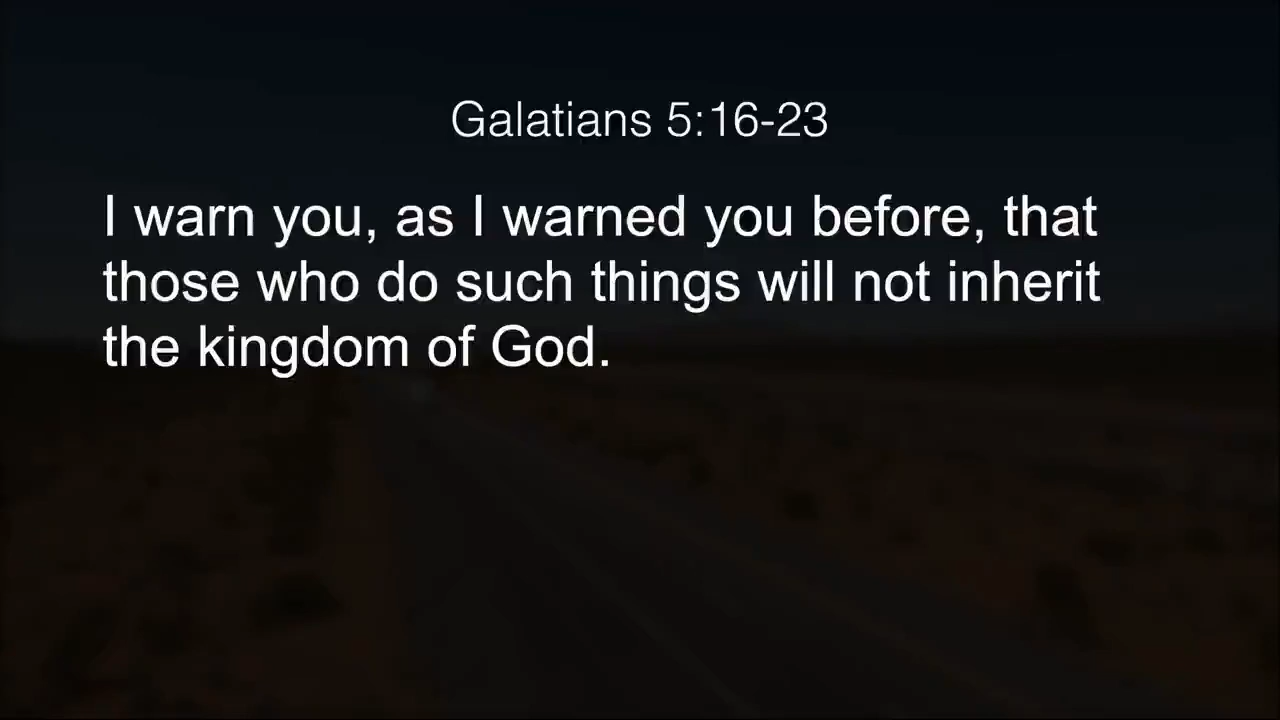 Galatians 5:16-23
I warn you, as I warned you before, that
those who do such things will not inherit
the kingdom of God.